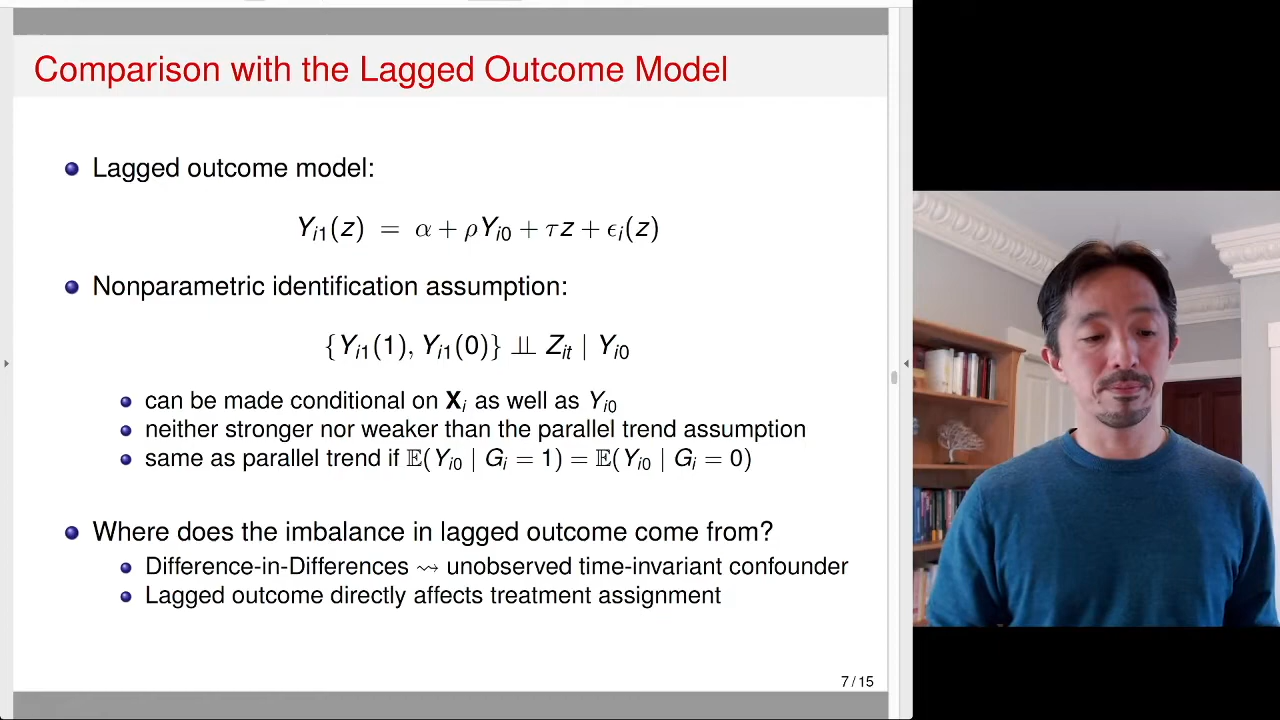 Comparison with the Lagged Outcome Model
Lagged outcome model:
Y_{i1}(z) = α + ρY_{i0} + τz + ϵ_i(z)
Nonparametric identification assumption:
{Y_{i1}(1), Y_{i1}(0)} ⫫ Z_{it} | Y_{i0}
can be made conditional on X_i as well as Y_{i0}
neither stronger nor weaker than the parallel trend assumption
same as parallel trend if 𝔼(Y_{i0} | G_i = 1) = 𝔼(Y_{i0} | G_i = 0)
Where does the imbalance in lagged outcome come from?
Difference-in-Differences ⇝ unobserved time-invariant confounder
Lagged outcome directly affects treatment assignment
7 / 15